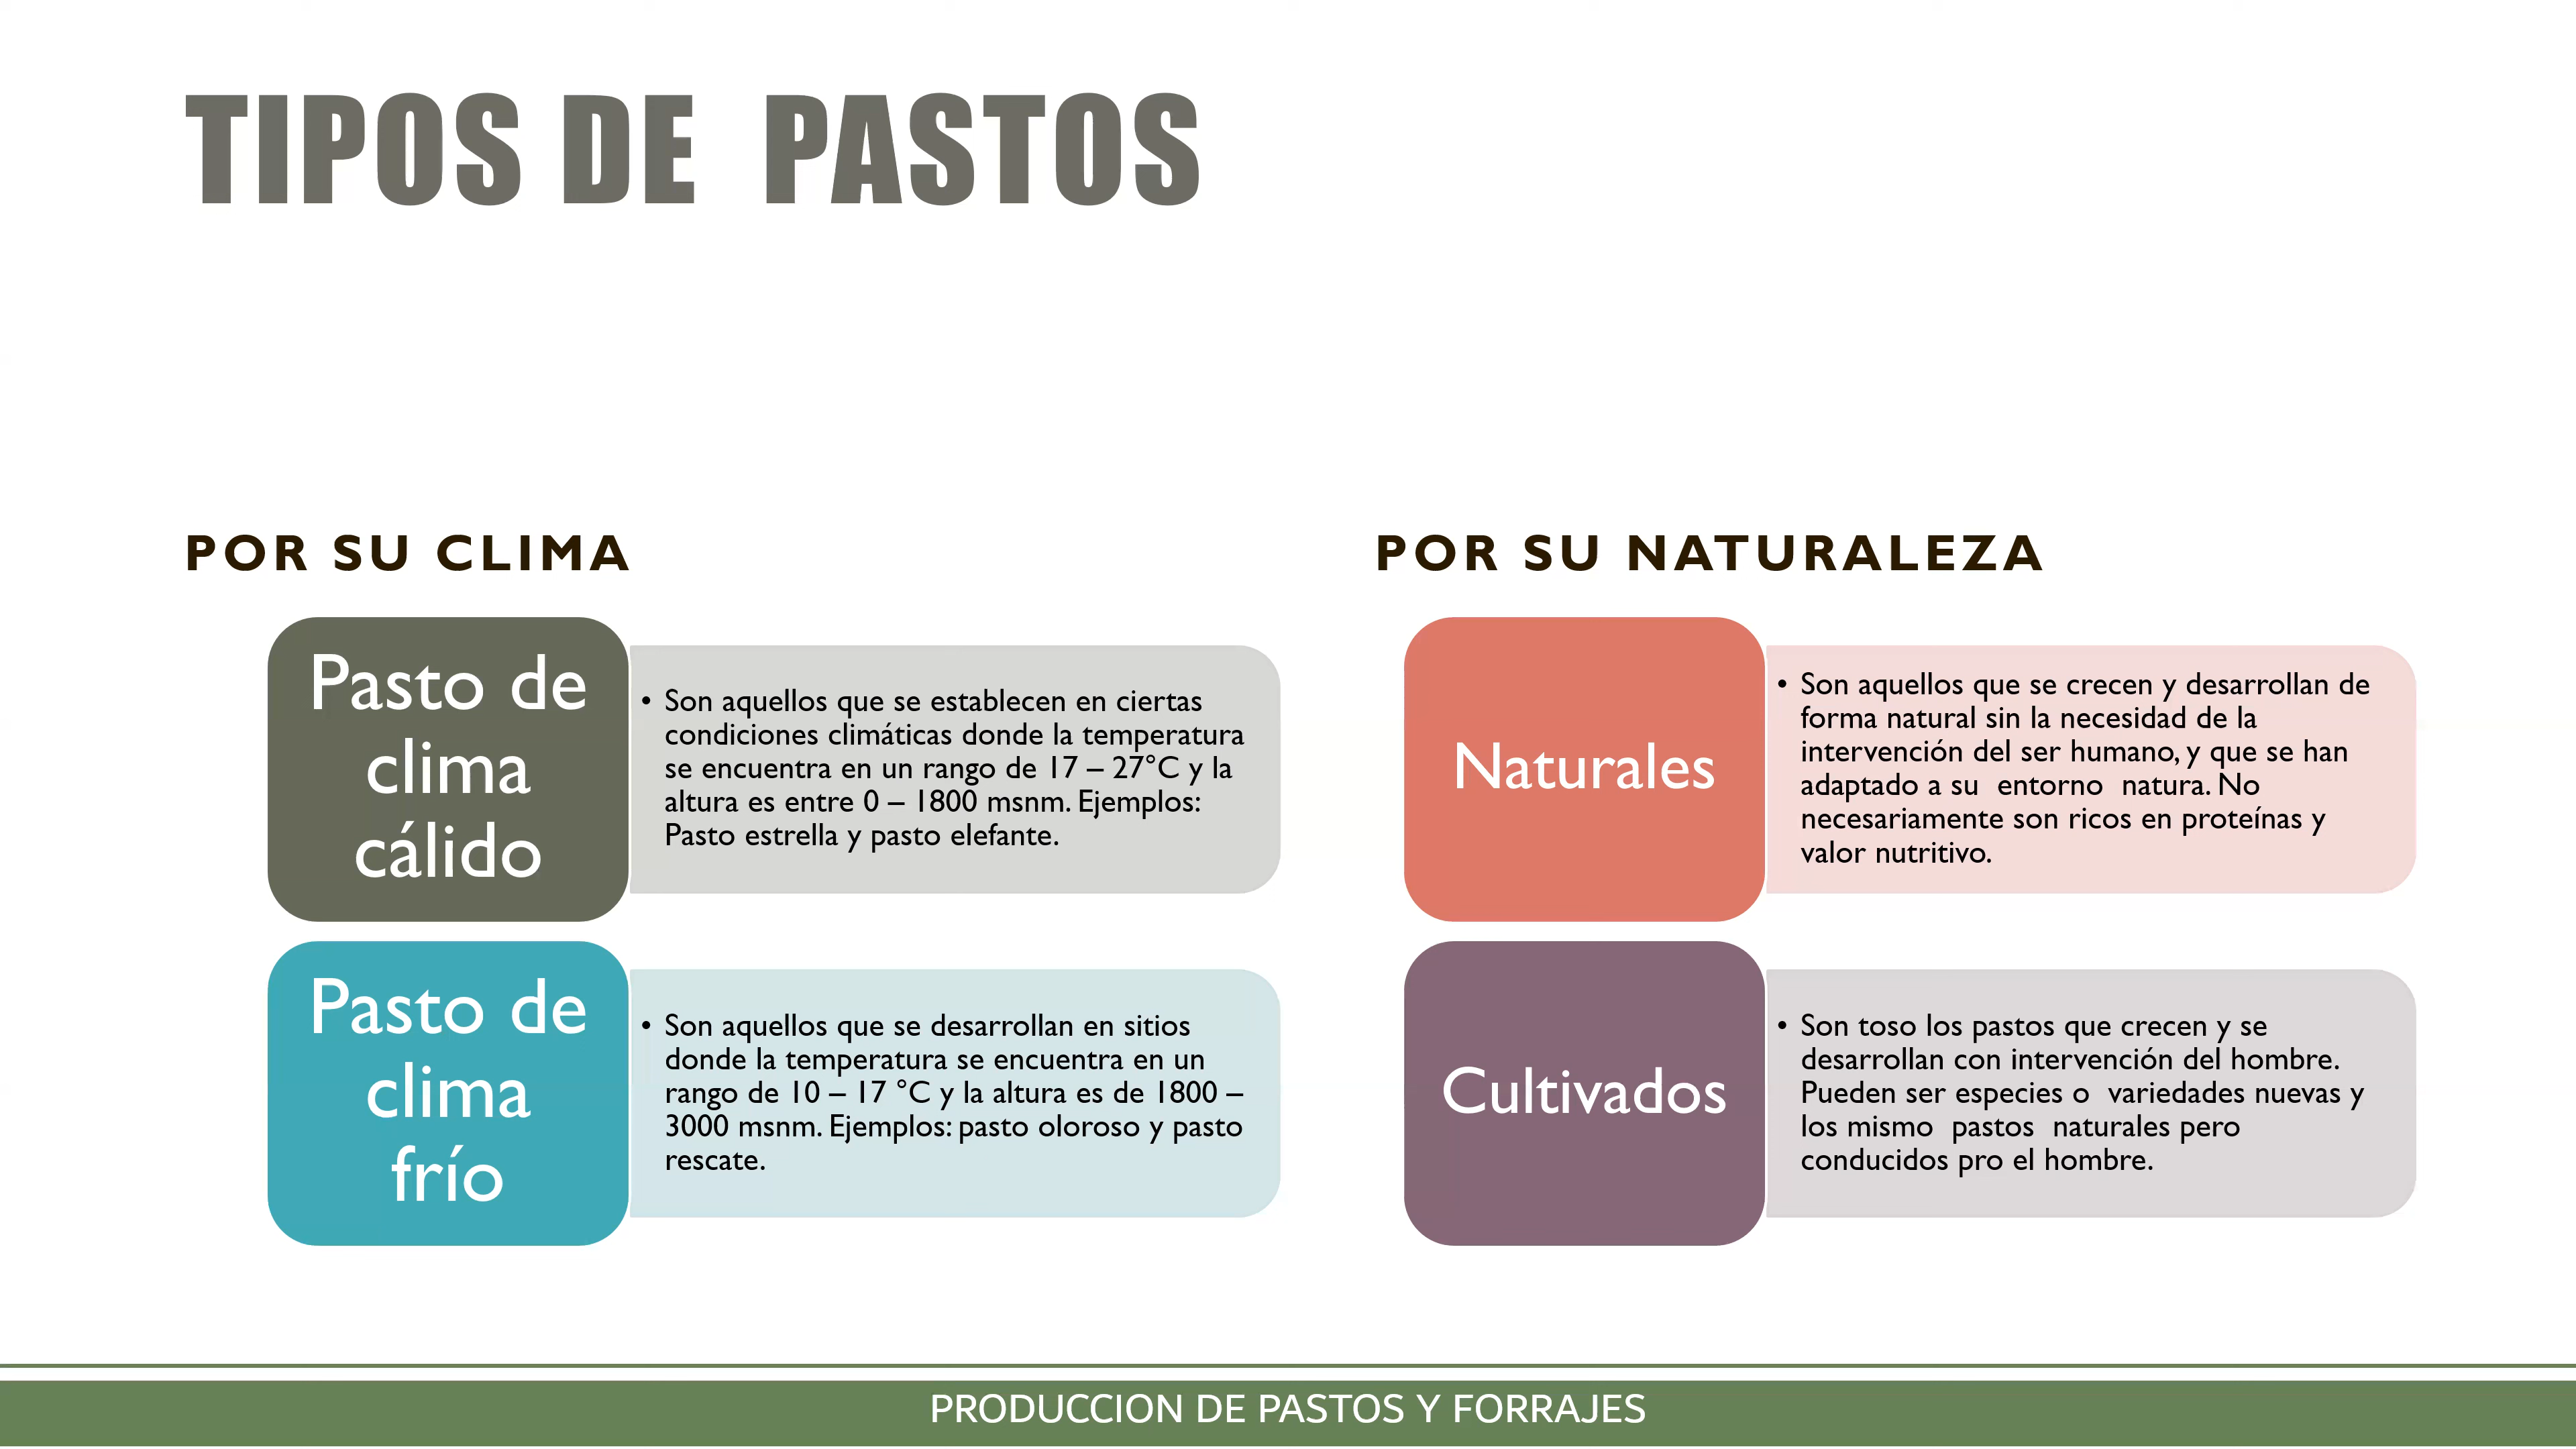 TIPOS DE  PASTOS
POR SU CLIMA
Pasto de
clima
cálido
• Son aquellos que se establecen en ciertas
condiciones climáticas donde la temperatura
se encuentra en un rango de 17 – 27°C y la
altura es entre 0 – 1800 msnm. Ejemplos:
Pasto estrella y pasto elefante.
Pasto de
clima
frío
• Son aquellos que se desarrollan en sitios
donde la temperatura se encuentra en un
rango de 10 – 17 °C y la altura es de 1800 –
3000 msnm. Ejemplos: pasto oloroso y pasto
rescate.
POR SU NATURALEZA
Naturales
• Son aquellos que se crecen y desarrollan de
forma natural sin la necesidad de la
intervención del ser humano, y que se han
adaptado a su  entorno  natura. No
necesariamente son ricos en proteínas y
valor nutritivo.
Cultivados
• Son toso los pastos que crecen y se
desarrollan con intervención del hombre.
Pueden ser especies o  variedades nuevas y
los mismo  pastos  naturales pero
conducidos pro el hombre.
PRODUCCION DE PASTOS Y FORRAJES